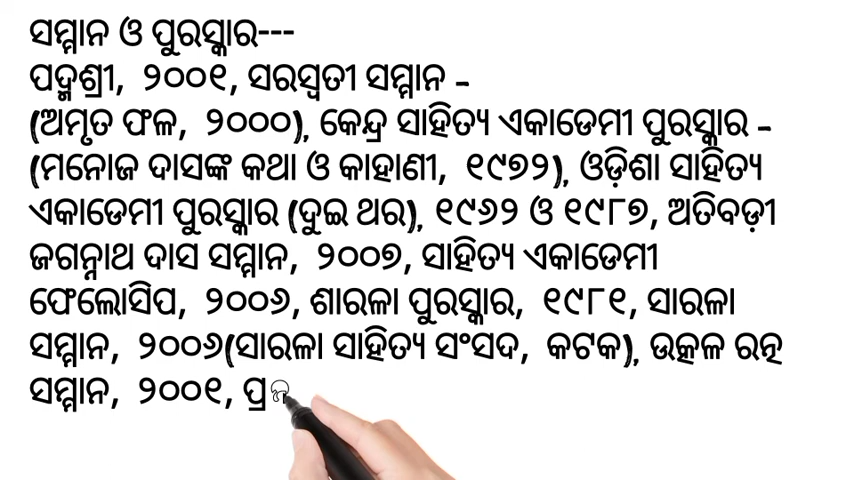 ସମ୍ମାନ ଓ ପୁରସ୍କାର---
ପଦ୍ମଶ୍ରୀ, ୨୦୦୧, ସରସ୍ୱତୀ ସମ୍ମାନ -
(ଅମୃତ ଫଳ, ୨୦୦୦), କେନ୍ଦ୍ର ସାହିତ୍ୟ ଏକାଡେମୀ ପୁରସ୍କାର -
(ମନୋଜ ଦାସଙ୍କ କଥା ଓ କାହାଣୀ, ୧୯୭୨), ଓଡ଼ିଶା ସାହିତ୍ୟ
ଏକାଡେମୀ ପୁରସ୍କାର (ଦୁଇ ଥର), ୧୯୬୨ ଓ ୧୯୮୭, ଅତିବଡ଼ୀ
ଜଗନ୍ନାଥ ଦାସ ସମ୍ମାନ, ୨୦୦୭, ସାହିତ୍ୟ ଏକାଡେମୀ
ଫେଲୋସିପ, ୨୦୦୬, ଶାରଳା ପୁରସ୍କାର, ୧୯୮୧, ସାରଳା
ସମ୍ମାନ, ୨୦୦୬(ସାରଳା ସାହିତ୍ୟ ସଂସଦ, କଟକ), ଉତ୍କଳ ରତ୍ନ
ସମ୍ମାନ, ୨୦୦୧,